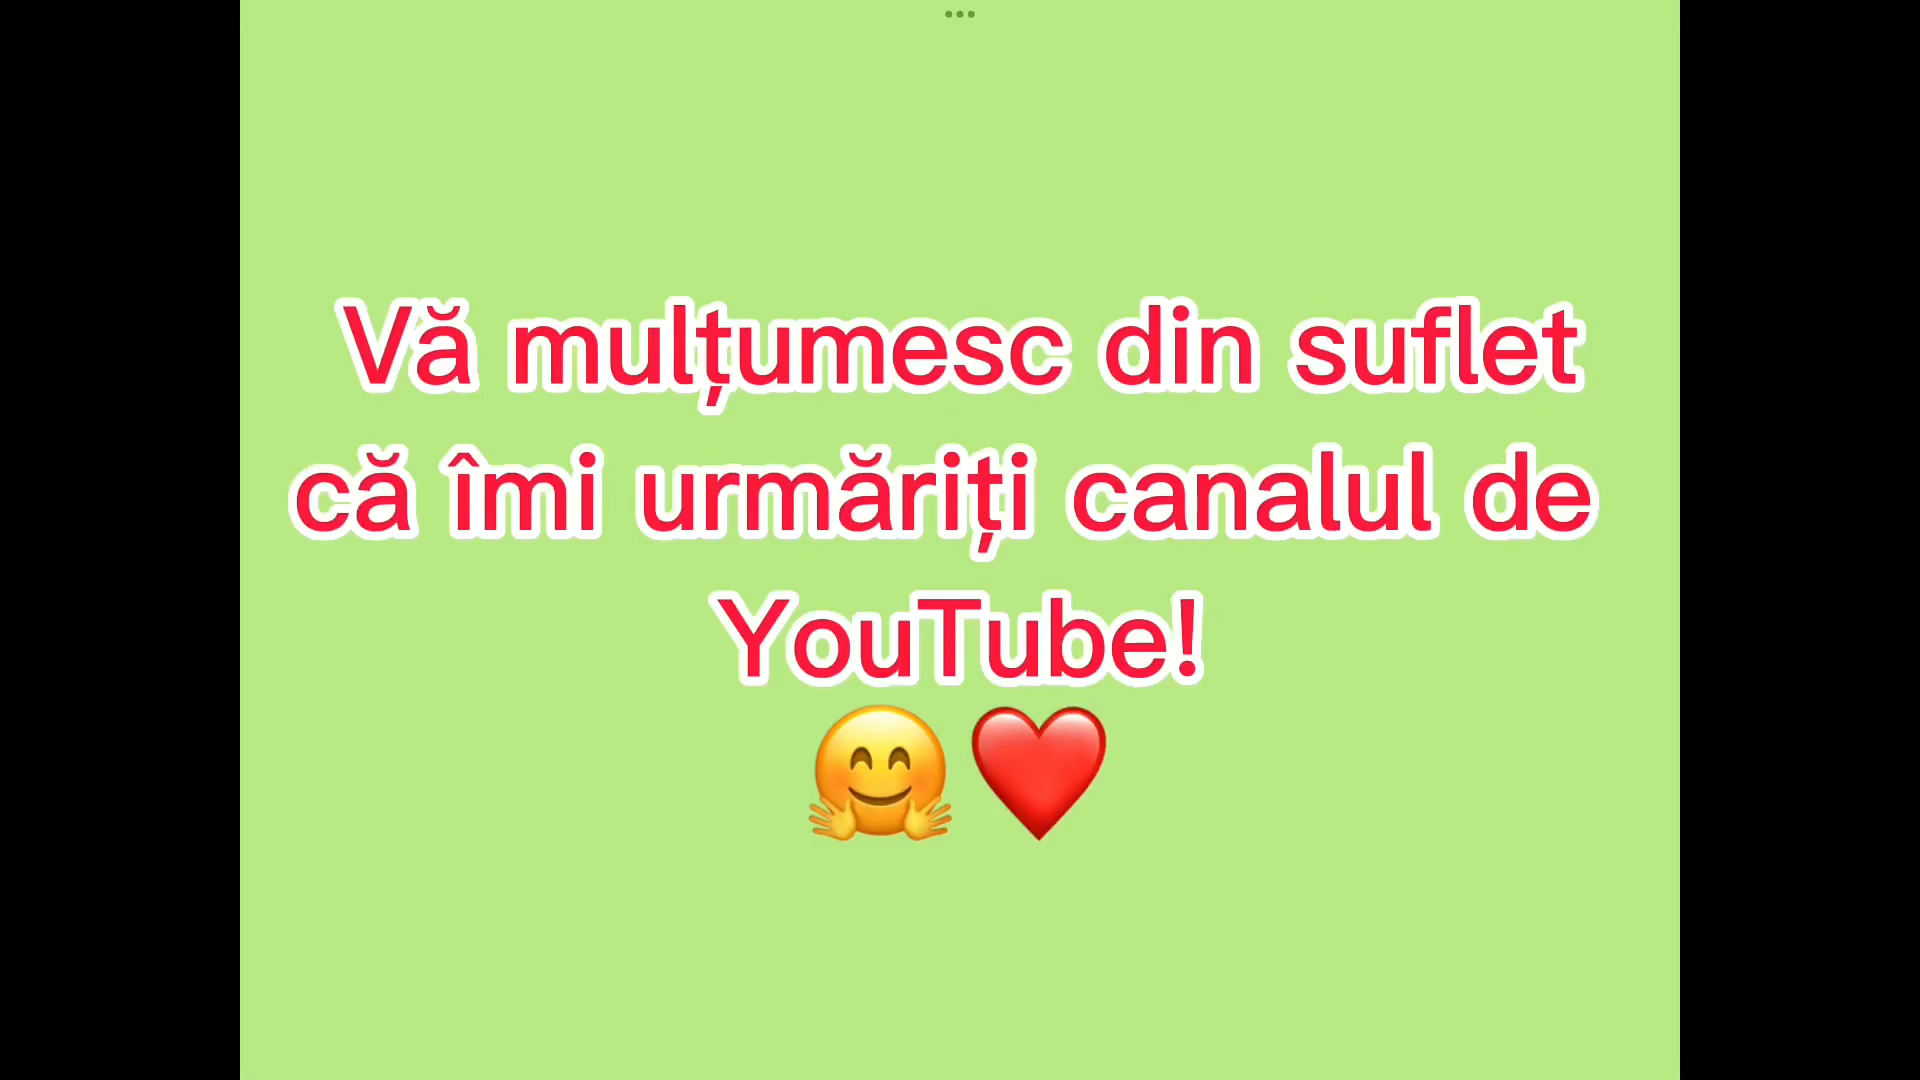 Vă mulțumesc din suflet
că îmi urmăriți canalul de
YouTube!
🤗❤️